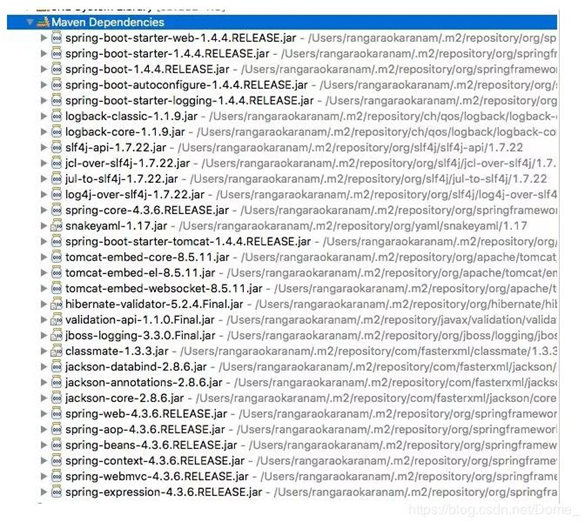 Maven Dependencies
spring-boot-starter-web-1.4.4.RELEASE.jar - /Users/rangaraokaranam/.m2/repository/org/sp
spring-boot-starter-1.4.4.RELEASE.jar - /Users/rangaraokaranam/.m2/repository/org/spring
spring-boot-1.4.4.RELEASE.jar - /Users/rangaraokaranam/.m2/repository/org/springframewo
spring-boot-autoconfigure-1.4.4.RELEASE.jar - /Users/rangaraokaranam/.m2/repository/org/
spring-boot-starter-logging-1.4.4.RELEASE.jar - /Users/rangaraokaranam/.m2/repository/org
logback-classic-1.1.9.jar - /Users/rangaraokaranam/.m2/repository/ch/qos/logback/logback-
logback-core-1.1.9.jar - /Users/rangaraokaranam/.m2/repository/ch/qos/logback/logback-co
slf4j-api-1.7.22.jar - /Users/rangaraokaranam/.m2/repository/org/slf4j/slf4j-api/1.7.22
jcl-over-slf4j-1.7.22.jar - /Users/rangaraokaranam/.m2/repository/org/slf4j/jcl-over-slf4j/1.7.
jul-to-slf4j-1.7.22.jar - /Users/rangaraokaranam/.m2/repository/org/slf4j/jul-to-slf4j/1.7.22
log4j-over-slf4j-1.7.22.jar - /Users/rangaraokaranam/.m2/repository/org/slf4j/log4j-over-slf4
spring-core-4.3.6.RELEASE.jar - /Users/rangaraokaranam/.m2/repository/org/springframewo
snakeyaml-1.17.jar - /Users/rangaraokaranam/.m2/repository/org/yaml/snakeyaml/1.17
spring-boot-starter-tomcat-1.4.4.RELEASE.jar - /Users/rangaraokaranam/.m2/repository/org/
tomcat-embed-core-8.5.11.jar - /Users/rangaraokaranam/.m2/repository/org/apache/tomcat
tomcat-embed-el-8.5.11.jar - /Users/rangaraokaranam/.m2/repository/org/apache/tomcat/em
tomcat-embed-websocket-8.5.11.jar - /Users/rangaraokaranam/.m2/repository/org/apache/t
hibernate-validator-5.2.4.Final.jar - /Users/rangaraokaranam/.m2/repository/org/hibernate/hib
validation-api-1.1.0.Final.jar - /Users/rangaraokaranam/.m2/repository/javax/validation/valida
jboss-logging-3.3.0.Final.jar - /Users/rangaraokaranam/.m2/repository/org/jboss/logging/jbos
classmate-1.3.3.jar - /Users/rangaraokaranam/.m2/repository/com/fasterxml/classmate/1.3.3
jackson-databind-2.8.6.jar - /Users/rangaraokaranam/.m2/repository/com/fasterxml/jackson/
jackson-annotations-2.8.6.jar - /Users/rangaraokaranam/.m2/repository/com/fasterxml/jacks
jackson-core-2.8.6.jar - /Users/rangaraokaranam/.m2/repository/com/fasterxml/jackson/core
spring-web-4.3.6.RELEASE.jar - /Users/rangaraokaranam/.m2/repository/org/springframewor
spring-aop-4.3.6.RELEASE.jar - /Users/rangaraokaranam/.m2/repository/org/springframewor
spring-beans-4.3.6.RELEASE.jar - /Users/rangaraokaranam/.m2/repository/org/springframew
spring-context-4.3.6.RELEASE.jar - /Users/rangaraokaranam/.m2/repository/org/springframe
spring-webmvc-4.3.6.RELEASE.jar - /Users/rangaraokaranam/.m2/repository/org/springframe
spring-expression-4.3.6.RELEASE.jar - /Users/rangaraokaranam/.m2/repository/org/springfra
https://blog.csdn.net/Dome_